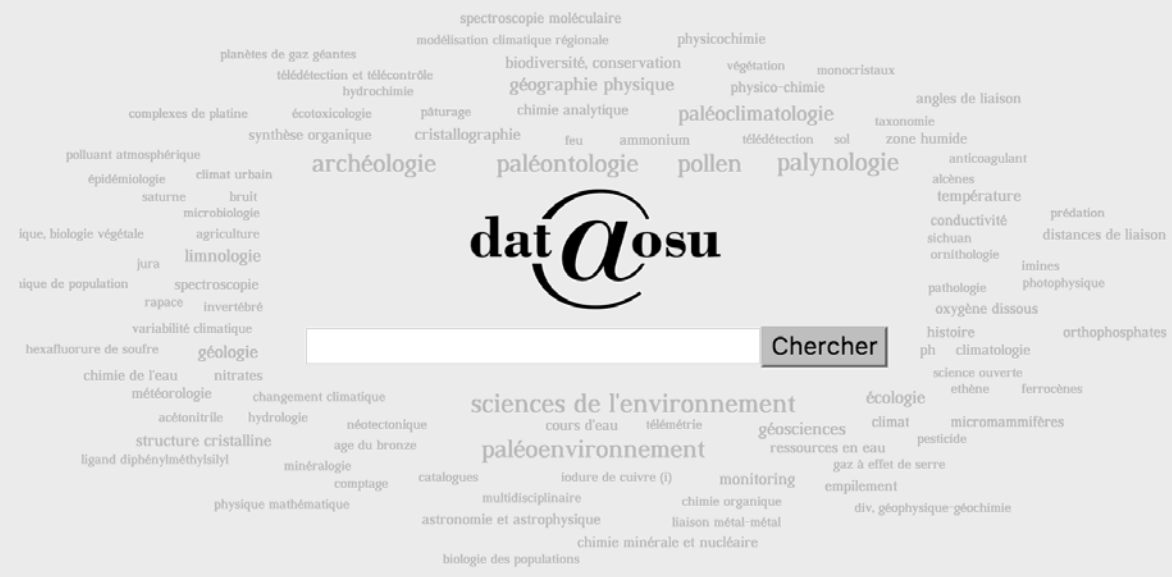 spectroscopie moléculaire
modélisation climatique régionale
physicochimie
planètes de gaz géantes
biodiversité, conservation
végétation
monocristaux
télédétection et télécontrôle
géographie physique
physico-chimie
hydrochimie
angles de liaison
complexes de platine
écotoxicologie
pâturage
chimie analytique
paléoclimatologie
taxonomie
synthèse organique
cristallographie
feu
ammonium
télédétection
sol
zone humide
polluant atmosphérique
archéologie
paléontologie
pollen
palynologie
anticoagulant
épidémiologie
climat urbain
alcènes
saturne
bruit
température
microbiologie
conductivité
prédation
ique, biologie végétale
agriculture
dat@osu
sichuan
distances de liaison
limnologie
ornithologie
jura
imines
ique de population
spectroscopie
pathologie
photophysique
rapace
invertébré
oxygène dissous
variabilité climatique
histoire
orthophosphates
hexafluorure de soufre
géologie
Chercher
ph
climatologie
chimie de l'eau
nitrates
science ouverte
météorologie
changement climatique
écologie
ethène
ferrocènes
sciences de l'environnement
acétonitrile
hydrologie
néotectonique
cours d'eau
télémétrie
géosciences
climat
micromammifères
structure cristalline
age du bronze
paléoenvironnement
ressources en eau
pesticide
ligand diphénylméthylsilyl
minéralogie
gaz à effet de serre
comptage
catalogues
iodure de cuivre (i)
monitoring
empilement
physique mathématique
multidisciplinaire
chimie organique
div, géophysique-géochimie
astronomie et astrophysique
liaison métal-métal
chimie minérale et nucléaire
biologie des populations